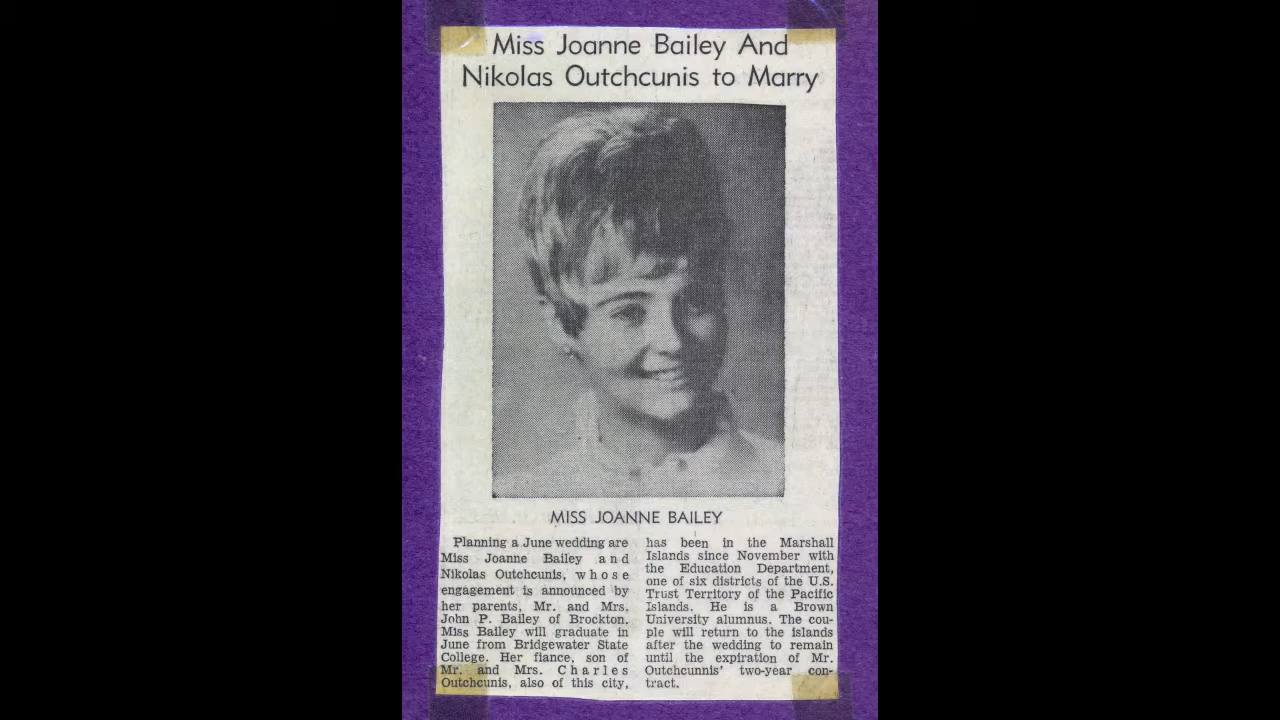 Miss Joanne Bailey And
Nikolas Outchcunis to Marry
MISS JOANNE BAILEY
Planning a June wedding are
Miss Joanne Bailey and
Nikolas Outchcunis, whose
engagement is announced by
her parents, Mr. and Mrs.
John P. Bailey of Brockton.
Miss Bailey will graduate in
June from Bridgewater State
College. Her fiance, son of
Mr. and Mrs. Charles
Outchcunis, also of this city,
has been in the Marshall
Islands since November with
the Education Department,
one of six districts of the U.S.
Trust Territory of the Pacific
Islands. He is a Brown
University alumnus. The cou-
ple will return to the islands
after the wedding to remain
until the expiration of Mr.
Outchcunnis' two-year con-
tract.